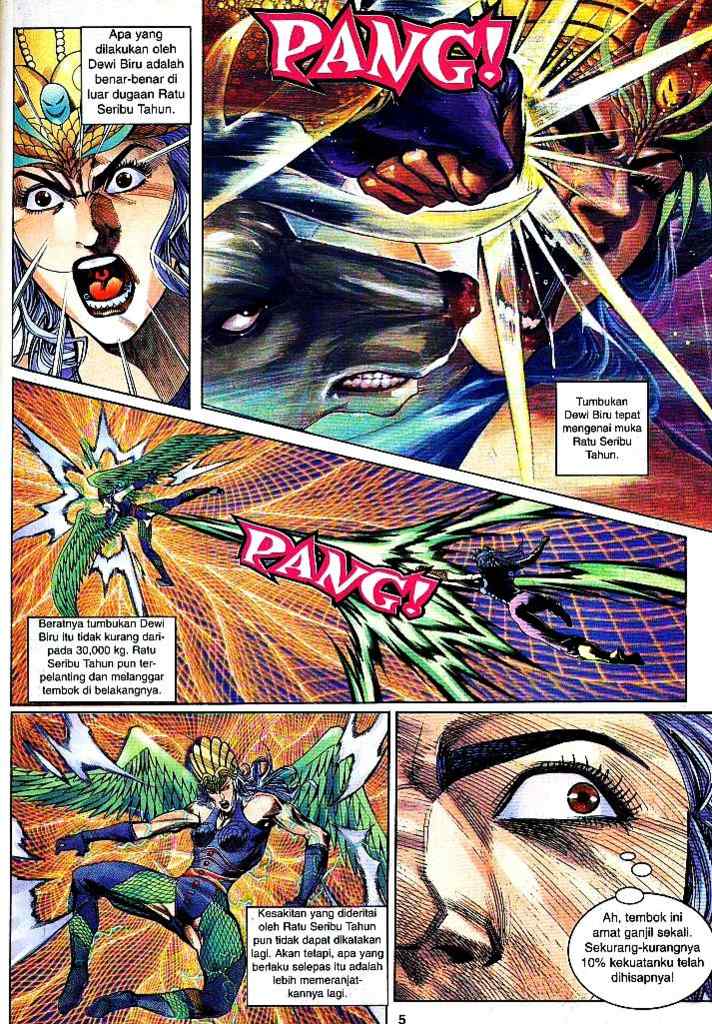 Apa yang
dilakukan oleh
Dewi Biru adalah
benar-benar di
luar dugaan Ratu
Seribu Tahun.
PANG!
Tumbukan
Dewi Biru tepat
mengenai muka
Ratu Seribu
Tahun.
PANG!
Beratnya tumbukan Dewi
Biru itu tidak kurang dari-
pada 30,000 kg. Ratu
Seribu Tahun pun ter-
pelanting dan melanggar
tembok di belakangnya.
Kesakitan yang dideritai
oleh Ratu Seribu Tahun
pun tidak dapat dikatakan
lagi. Akan tetapi, apa yang
berlaku selepas itu adalah
lebih memeranjat-
kannya lagi.
Ah, tembok ini
amat ganjil sekali.
Sekurang-kurangnya
10% kekuatanku telah
dihisapnya!
5